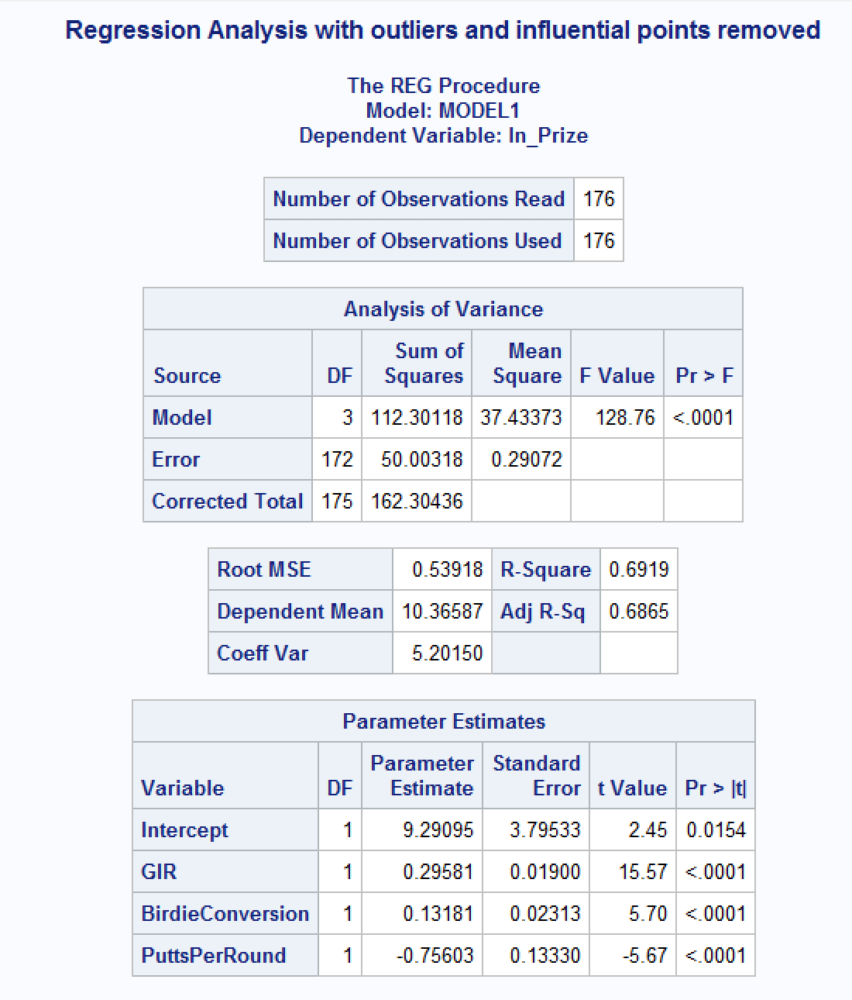 Regression Analysis with outliers and influential points removed
The REG Procedure
Model: MODEL1
Dependent Variable: ln_Prize
Number of Observations Read 176
Number of Observations Used 176
Analysis of Variance
Source DF Sum of Squares Mean Square F Value Pr > F
Model 3 112.30118 37.43373 128.76 <.0001
Error 172 50.00318 0.29072
Corrected Total 175 162.30436
Root MSE 0.53918 R-Square 0.6919
Dependent Mean 10.36587 Adj R-Sq 0.6865
Coeff Var 5.20150
Parameter Estimates
Variable DF Parameter Estimate Standard Error t Value Pr > |t|
Intercept 1 9.29095 3.79533 2.45 0.0154
GIR 1 0.29581 0.01900 15.57 <.0001
BirdieConversion 1 0.13181 0.02313 5.70 <.0001
PuttsPerRound 1 -0.75603 0.13330 -5.67 <.0001